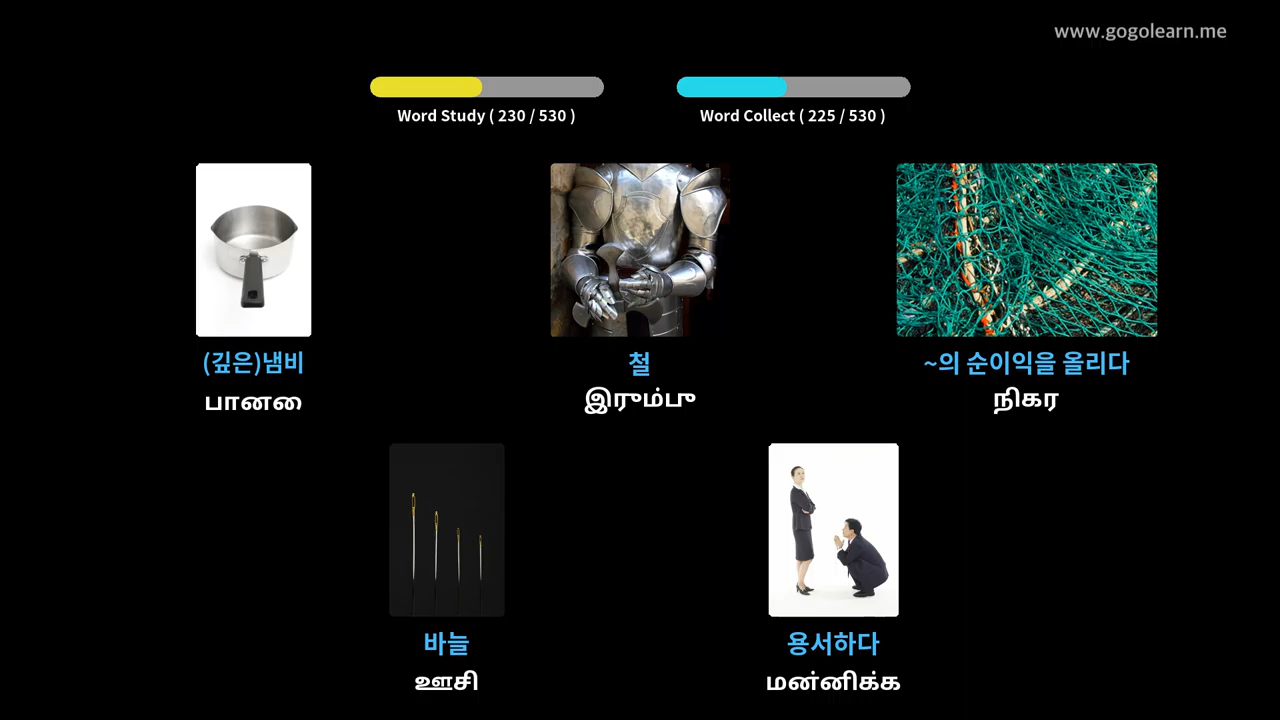 www.gogolearn.me
Word Study ( 230 / 530 )
Word Collect ( 225 / 530 )
(깊은)냄비
பானை
철
இரும்பு
~의 순이익을 올리다
நிகர
바늘
ஊசி
용서하다
மன்னிக்க